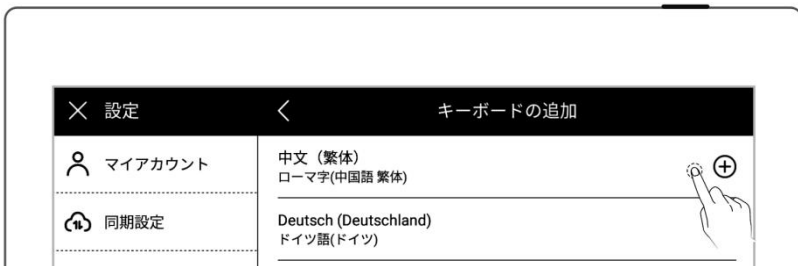 設定
キーボードの追加
マイアカウント
同期設定
中文（繁体）
ローマ字(中国語 繁体)
Deutsch (Deutschland)
ドイツ語(ドイツ)